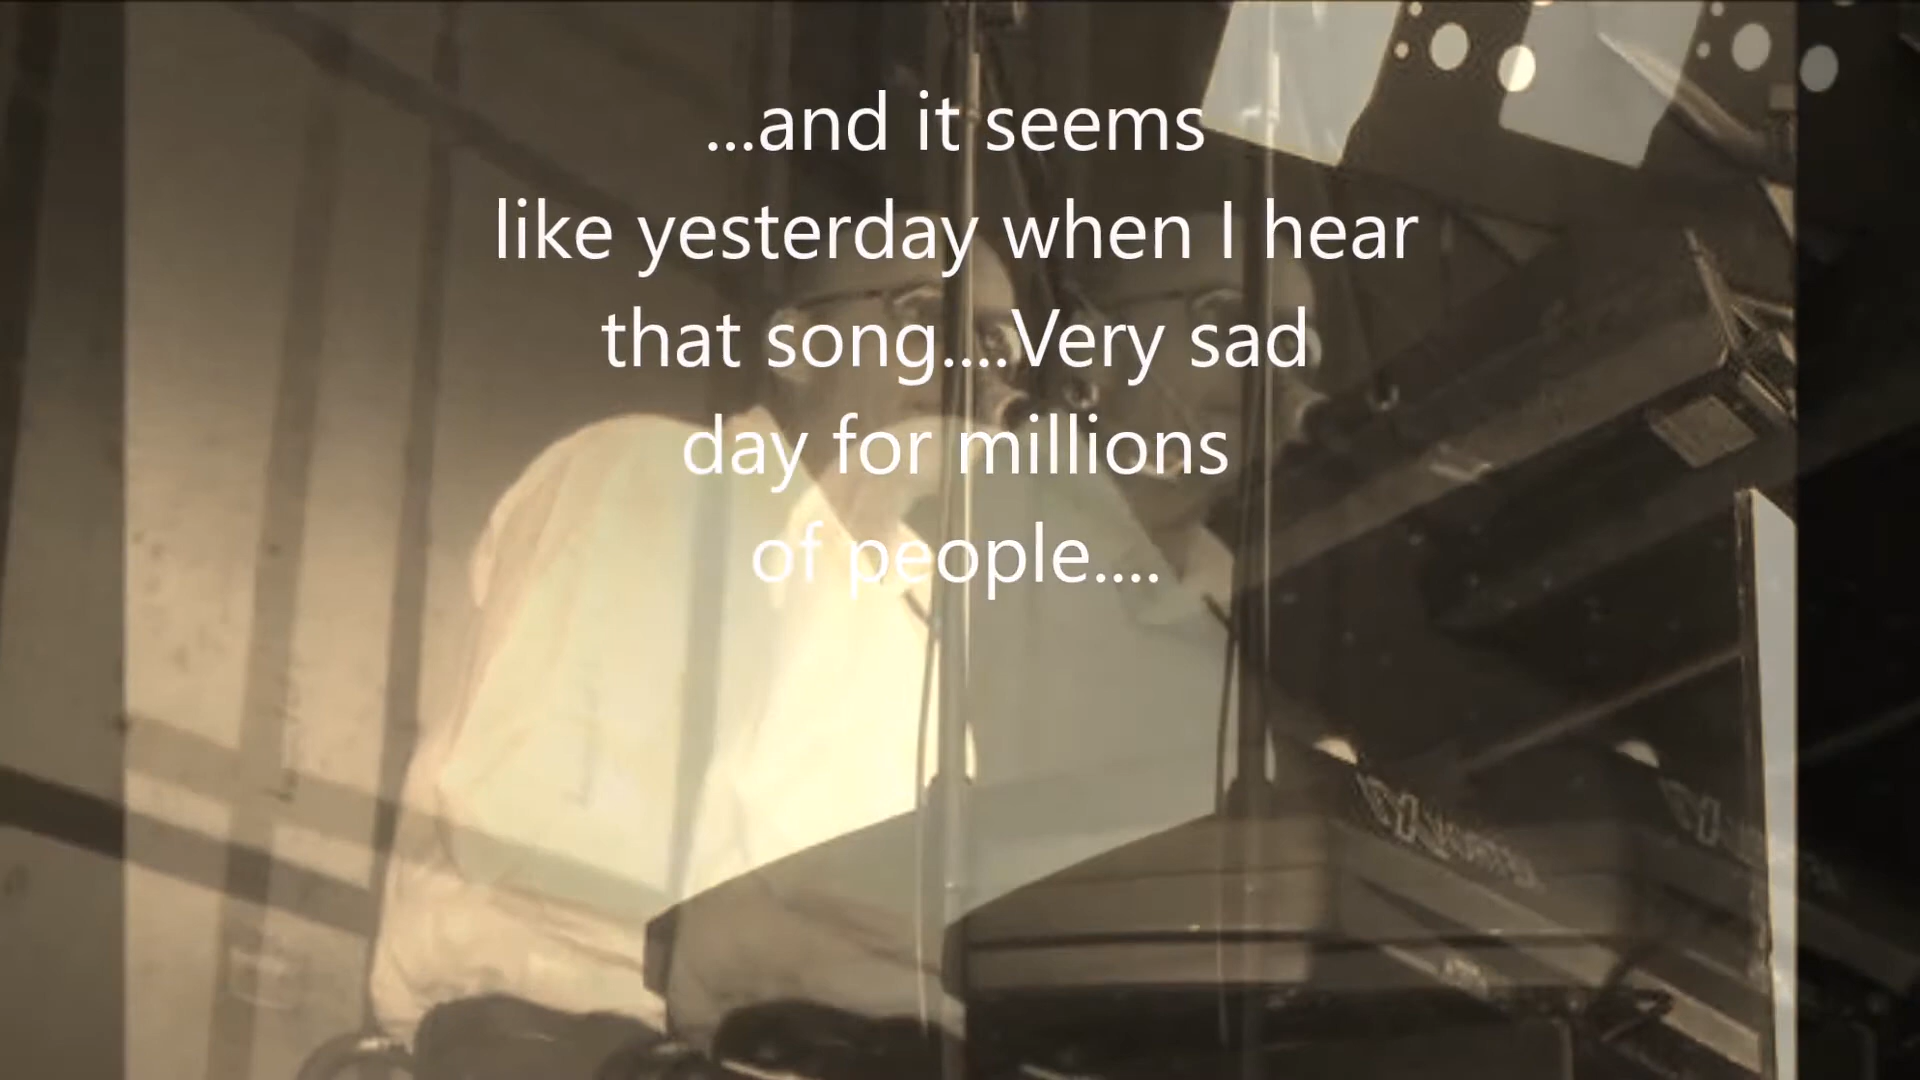 ...and it seems
like yesterday when I hear
that song....Very sad
day for millions
of people....